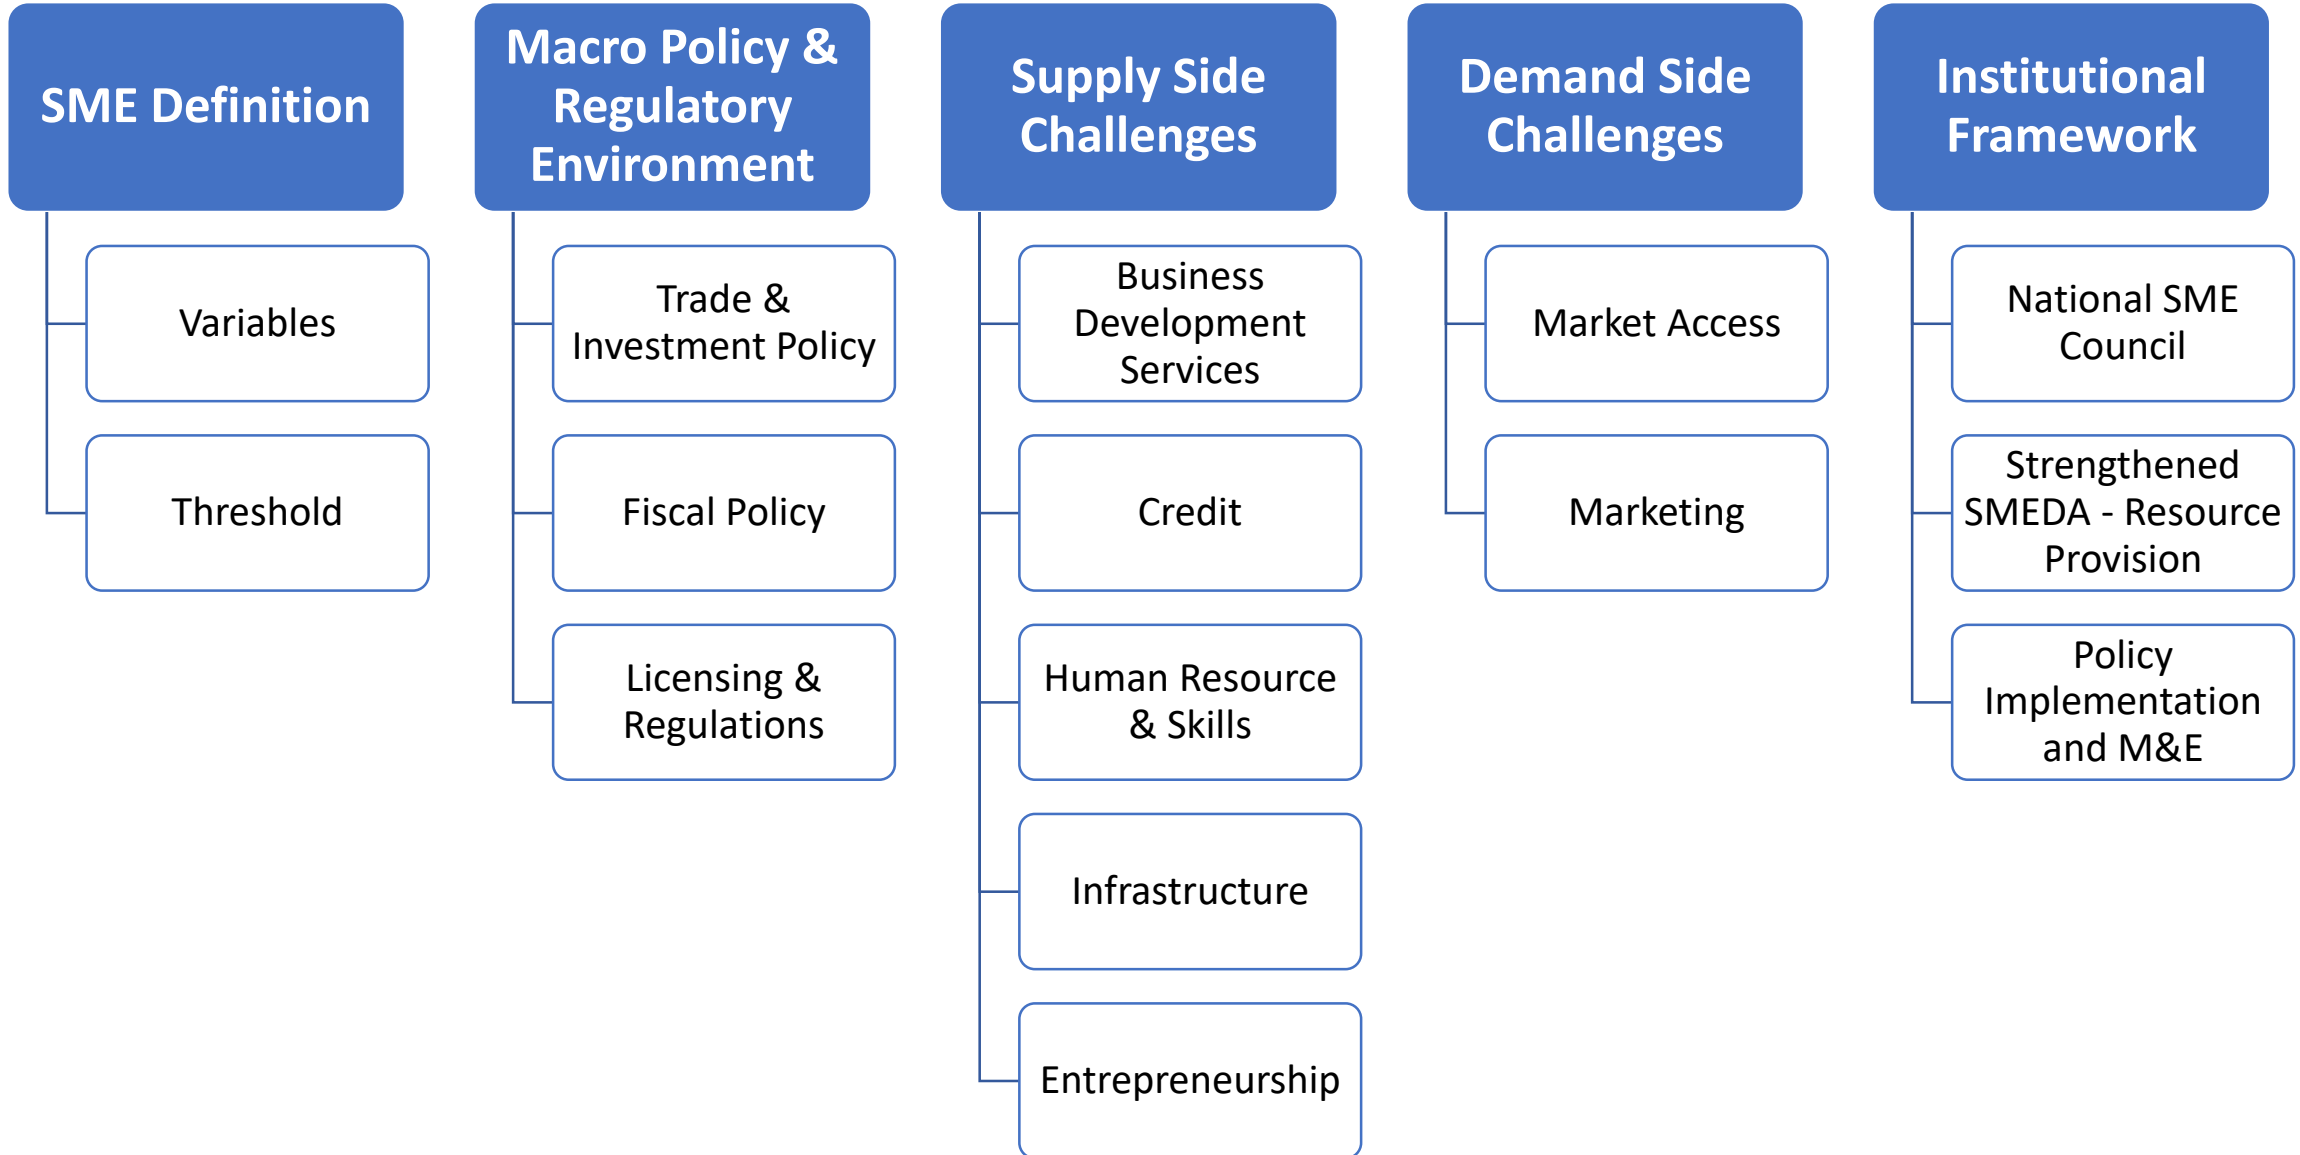 SME Definition
Variables
Threshold
Macro Policy &
Regulatory
Environment
Trade &
Investment Policy
Fiscal Policy
Licensing &
Regulations
Supply Side
Challenges
Business
Development
Services
Credit
Human Resource
& Skills
Infrastructure
Entrepreneurship
Demand Side
Challenges
Market Access
Marketing
Institutional
Framework
National SME
Council
Strengthened
SMEDA - Resource
Provision
Policy
Implementation
and M&E